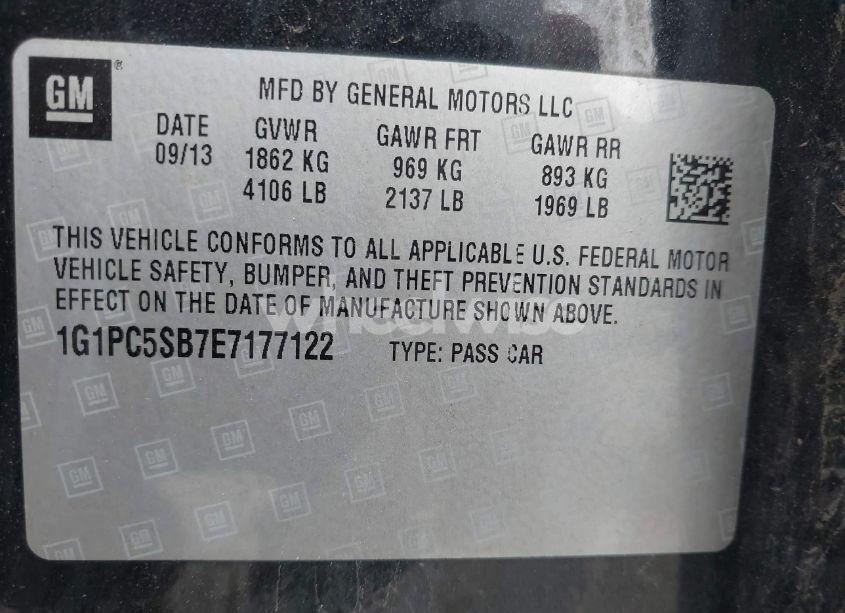 GM®
MFD BY GENERAL MOTORS LLC
DATE GVWR GAWR FRT GAWR RR
09/13 1862 KG 969 KG 893 KG
4106 LB 2137 LB 1969 LB
THIS VEHICLE CONFORMS TO ALL APPLICABLE U.S. FEDERAL MOTOR
VEHICLE SAFETY, BUMPER, AND THEFT PREVENTION STANDARDS IN
EFFECT ON THE DATE OF MANUFACTURE SHOWN ABOVE.
1G1PC5SB7E7177122 TYPE: PASS CAR